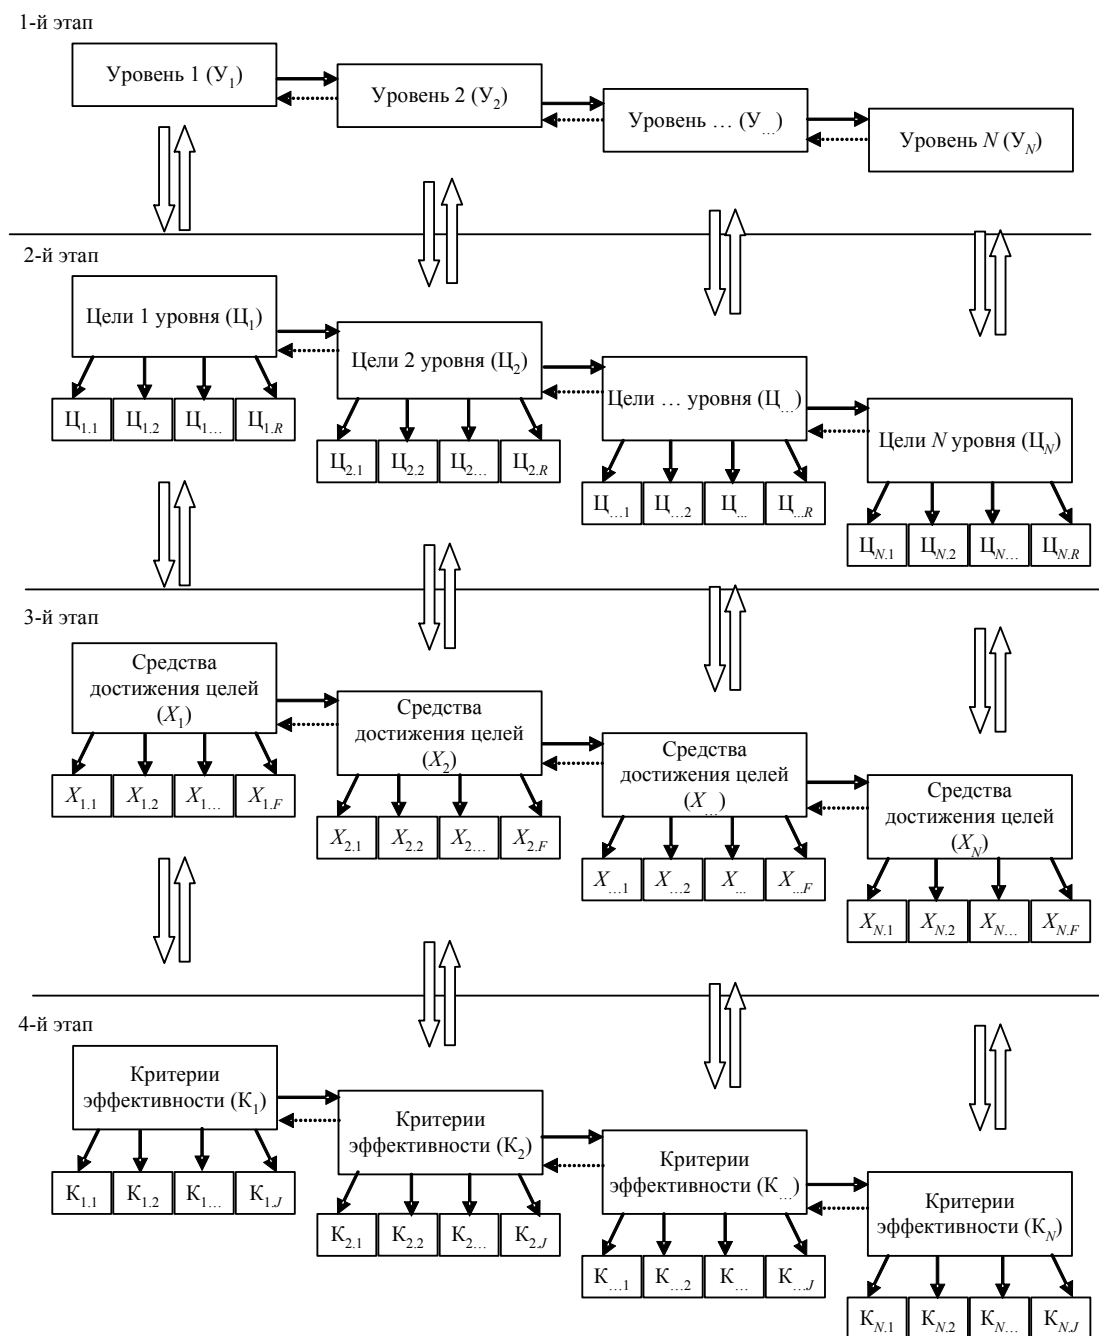 1-й этап
Уровень 1 (У₁)
Уровень 2 (У₂)
Уровень … (У…)
Уровень N (У_N)
2-й этап
Цели 1 уровня (Ц₁)
Цели 2 уровня (Ц₂)
Цели … уровня (Ц…)
Цели N уровня (Ц_N)
Ц1.1 Ц1.2 Ц1… Ц1.R
Ц2.1 Ц2.2 Ц2… Ц2.R
Ц…1 Ц…2 Ц... Ц...R
ЦN.1 ЦN.2 ЦN… ЦN.R
3-й этап
Средства
достижения целей
(X₁)
Средства
достижения целей
(X₂)
Средства
достижения целей
(X…)
Средства
достижения целей
(X_N)
X1.1 X1.2 X1… X1.F
X2.1 X2.2 X2… X2.F
X…1 X…2 X... X...F
XN.1 XN.2 XN… XN.F
4-й этап
Критерии
эффективности (К₁)
Критерии
эффективности (К₂)
Критерии
эффективности (К…)
Критерии
эффективности (К_N)
К1.1 К1.2 К1… К1.J
К2.1 К2.2 К2… К2.J
К…1 К…2 К… К…J
КN.1 КN.2 КN… КN.J